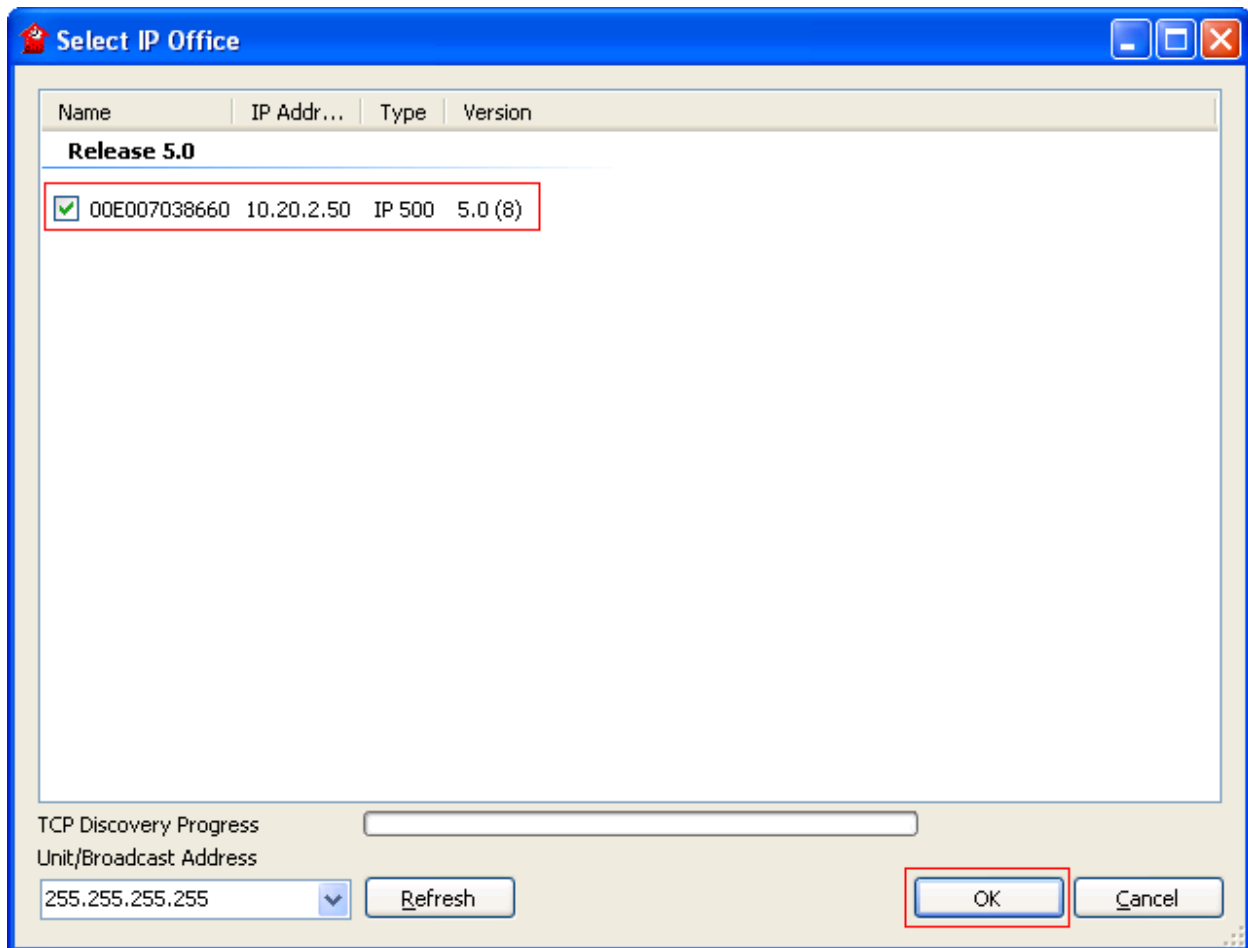 Select IP Office
Name IP Addr... Type Version
Release 5.0
00E007038660 10.20.2.50 IP 500 5.0 (8)
TCP Discovery Progress
Unit/Broadcast Address
255.255.255.255 Refresh OK Cancel